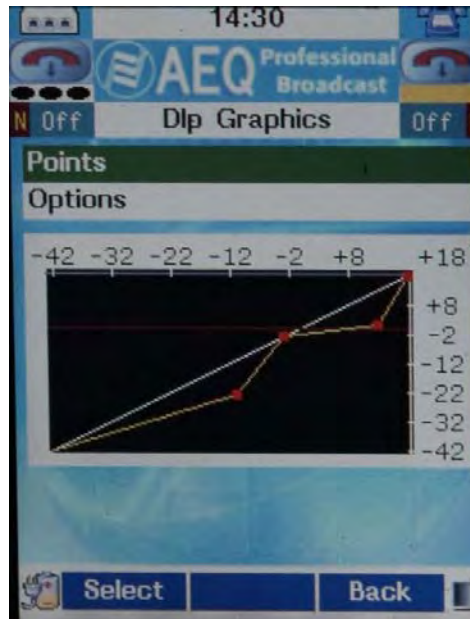 14:30
AEQ Professional Broadcast
N Off Dlp Graphics Off
Points
Options
-42 -32 -22 -12 -2 +8 +18
+8
-2
-12
-22
-32
-42
Select Back